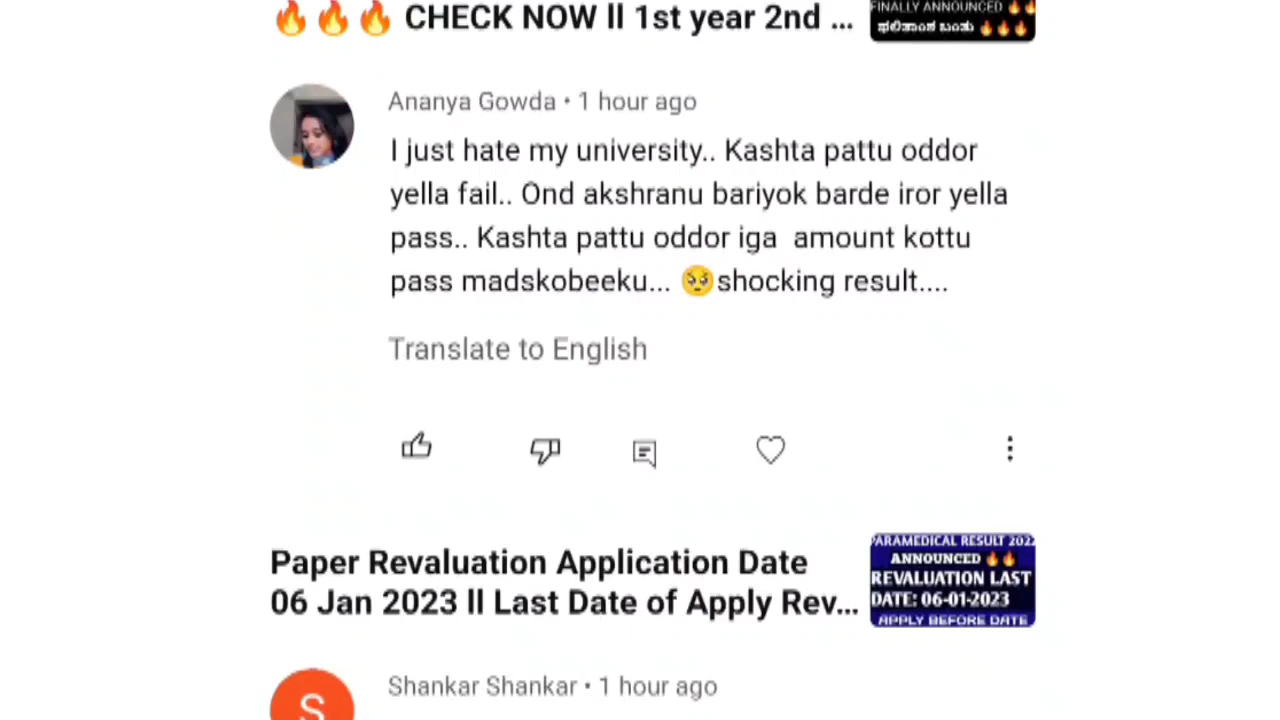 🔥🔥🔥 CHECK NOW ll 1st year 2nd ...
FINALLY ANNOUNCED 🔥🔥
ಫಲಿತಾಂಶ ಬಂತು 🔥🔥🔥
Ananya Gowda • 1 hour ago
I just hate my university.. Kashta pattu oddor
yella fail.. Ond akshranu bariyok barde iror yella
pass.. Kashta pattu oddor iga  amount kottu
pass madskobeeku... 🥺shocking result....
Translate to English
Paper Revaluation Application Date
06 Jan 2023 ll Last Date of Apply Rev...
PARAMEDICAL RESULT 2022
ANNOUNCED 🔥🔥
REVALUATION LAST
DATE: 06-01-2023
APPLY BEFORE DATE
S
Shankar Shankar • 1 hour ago